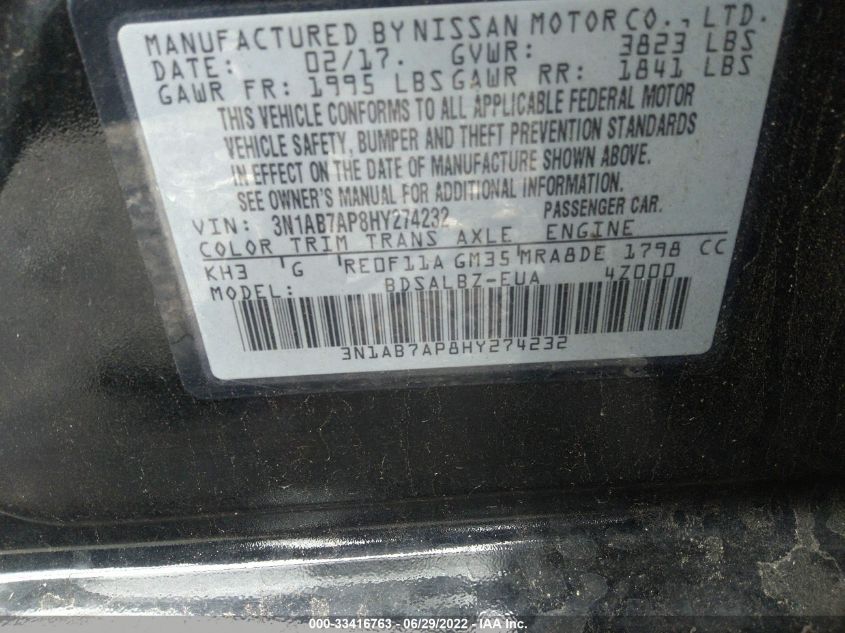 MANUFACTURED BY NISSAN MOTOR CO., LTD.
DATE: 02/17. GVWR: 3823 LBS
GAWR FR: 1995 LBS GAWR RR: 1841 LBS
THIS VEHICLE CONFORMS TO ALL APPLICABLE FEDERAL MOTOR
VEHICLE SAFETY, BUMPER AND THEFT PREVENTION STANDARDS
IN EFFECT ON THE DATE OF MANUFACTURE SHOWN ABOVE.
SEE OWNER'S MANUAL FOR ADDITIONAL INFORMATION.
VIN: 3N1AB7AP8HY274232 PASSENGER CAR.
COLOR TRIM TRANS AXLE ENGINE
KH3 G RE0F11A GM35 MRA8DE 1798 CC
MODEL: BDSALBZ-EUA 4Z000
3N1AB7AP8HY274232
000-33416763 - 06/29/2022 - IAAI.com